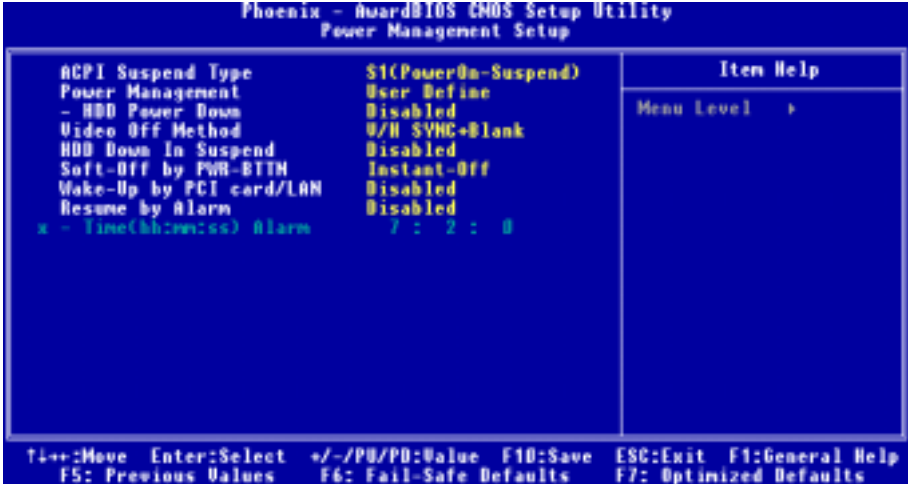 Phoenix - AwardBIOS CMOS Setup Utility
Power Management Setup
ACPI Suspend Type S1(PowerOn-Suspend)
Power Management User Define
- HDD Power Down Disabled
Video Off Method V/H SYNC+Blank
HDD Down In Suspend Disabled
Soft-Off by PWR-BTTN Instant-Off
Wake-Up by PCI card/LAN Disabled
Resume by Alarm Disabled
x - Time(hh:mm:ss) Alarm 7 : 2 : 0
Item Help
Menu Level ▸
↑↓→←:Move Enter:Select +/-/PU/PD:Value F10:Save ESC:Exit F1:General Help
F5: Previous Values F6: Fail-Safe Defaults F7: Optimized Defaults